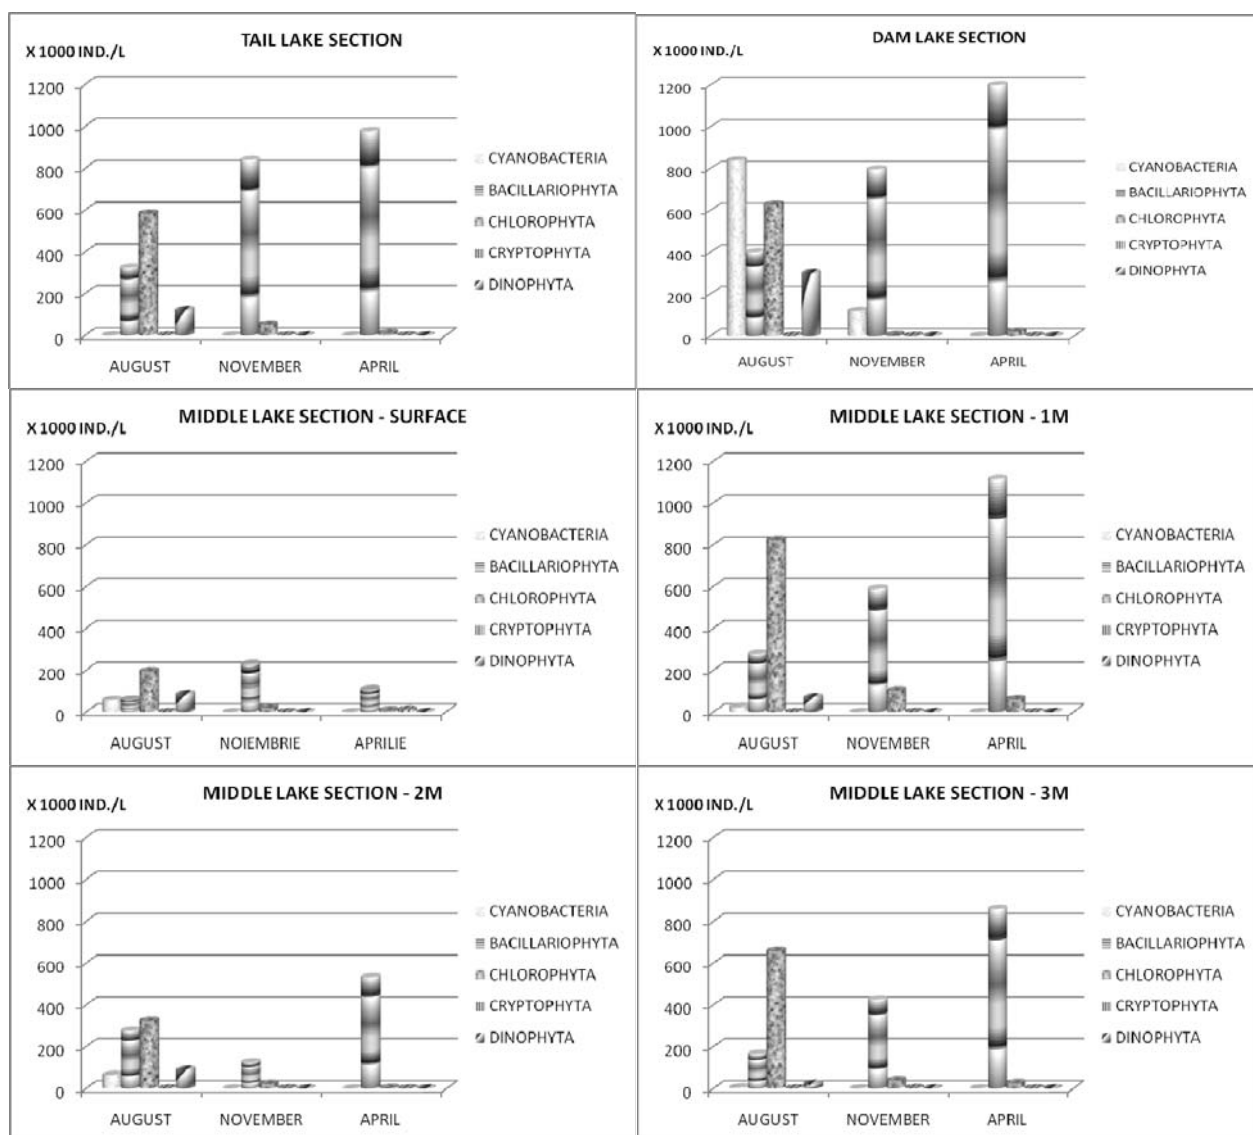 TAIL LAKE SECTION
X 1000 IND./L
1200
1000
800
600
400
200
0
AUGUST NOVEMBER APRIL
CYANOBACTERIA
BACILLARIOPHYTA
CHLOROPHYTA
CRYPTOPHYTA
DINOPHYTA
DAM LAKE SECTION
X 1000 IND./L
1200
1000
800
600
400
200
0
AUGUST NOVEMBER APRIL
CYANOBACTERIA
BACILLARIOPHYTA
CHLOROPHYTA
CRYPTOPHYTA
DINOPHYTA
MIDDLE LAKE SECTION - SURFACE
X 1000 IND./L
1200
1000
800
600
400
200
0
AUGUST NOIEMBRIE APRILIE
CYANOBACTERIA
BACILLARIOPHYTA
CHLOROPHYTA
CRYPTOPHYTA
DINOPHYTA
MIDDLE LAKE SECTION - 1M
X 1000 IND./L
1200
1000
800
600
400
200
0
AUGUST NOVEMBER APRIL
CYANOBACTERIA
BACILLARIOPHYTA
CHLOROPHYTA
CRYPTOPHYTA
DINOPHYTA
MIDDLE LAKE SECTION - 2M
X 1000 IND./L
1200
1000
800
600
400
200
0
AUGUST NOVEMBER APRIL
CYANOBACTERIA
BACILLARIOPHYTA
CHLOROPHYTA
CRYPTOPHYTA
DINOPHYTA
MIDDLE LAKE SECTION - 3M
X 1000 IND./L
1200
1000
800
600
400
200
0
AUGUST NOVEMBER APRIL
CYANOBACTERIA
BACILLARIOPHYTA
CHLOROPHYTA
CRYPTOPHYTA
DINOPHYTA